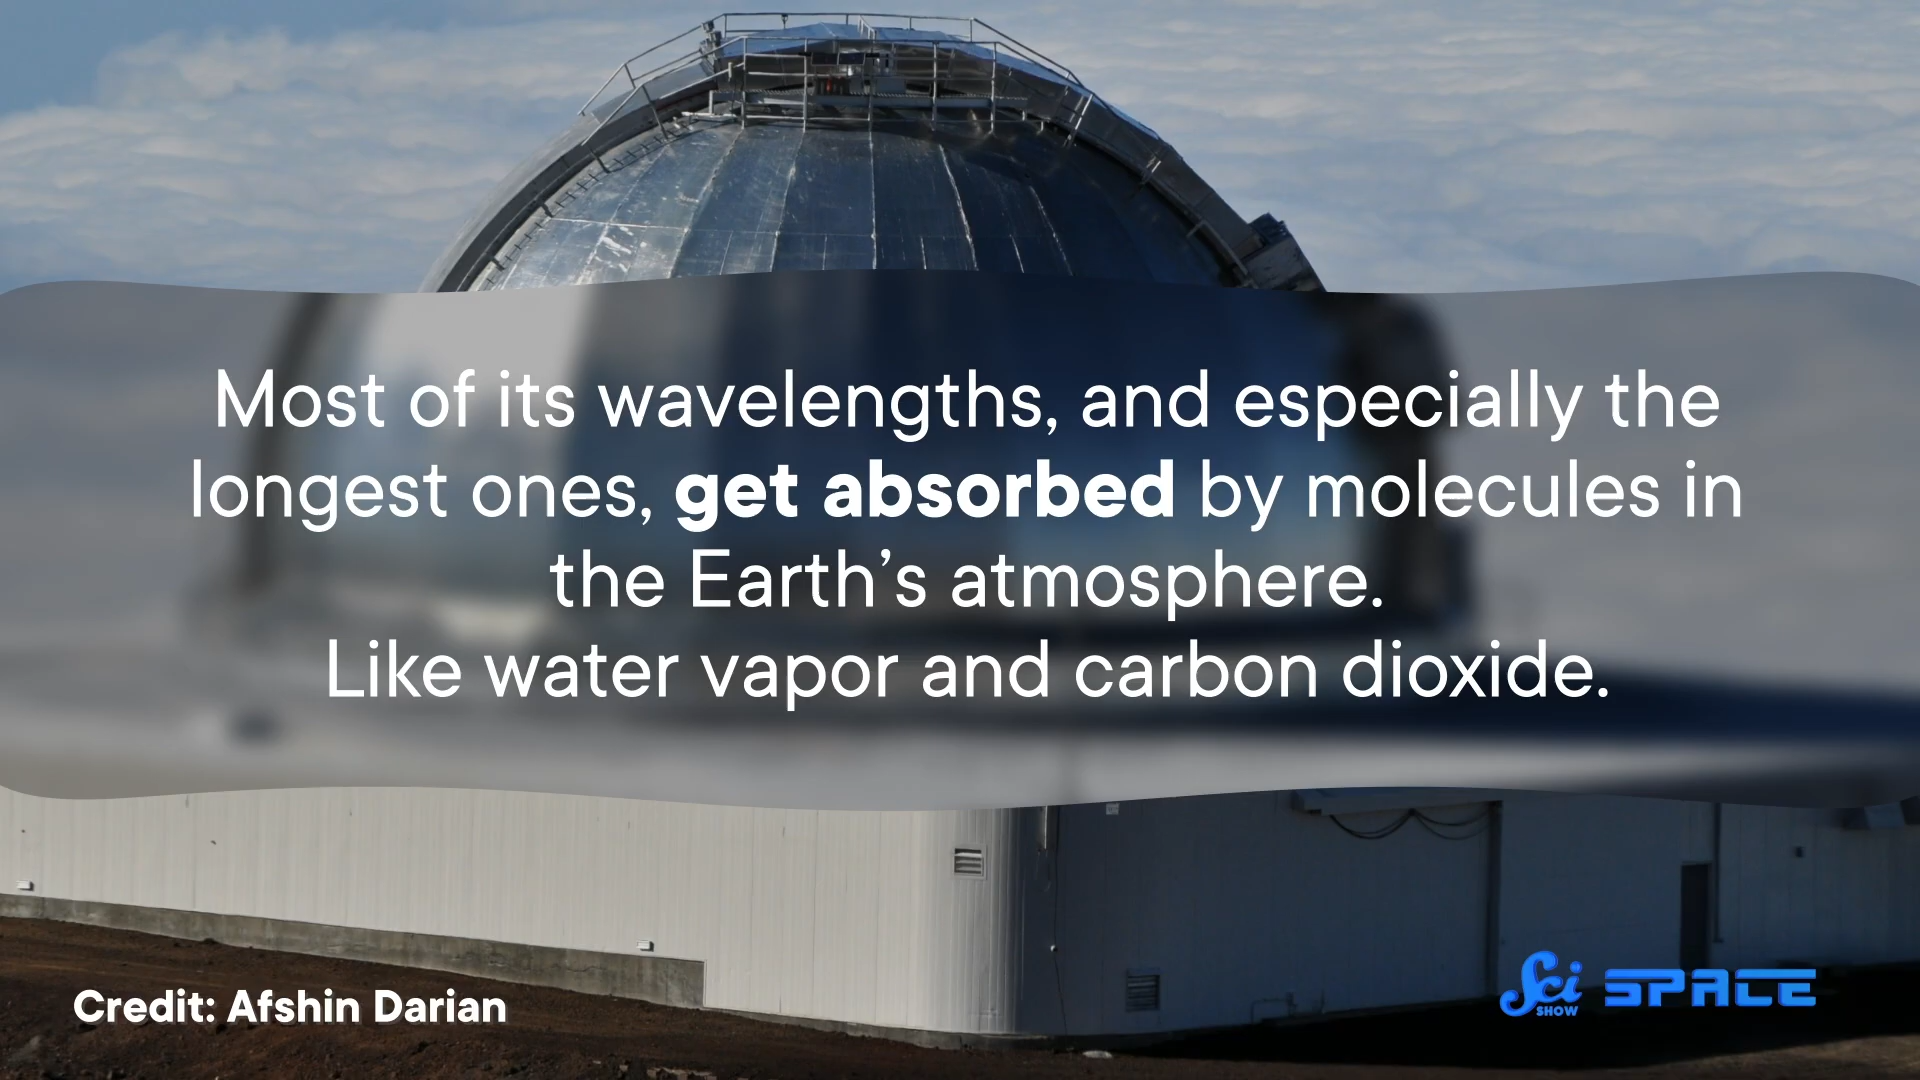 Most of its wavelengths, and especially the
longest ones, get absorbed by molecules in
the Earth’s atmosphere.
Like water vapor and carbon dioxide.
Credit: Afshin Darian
Sci SHOW SPACE